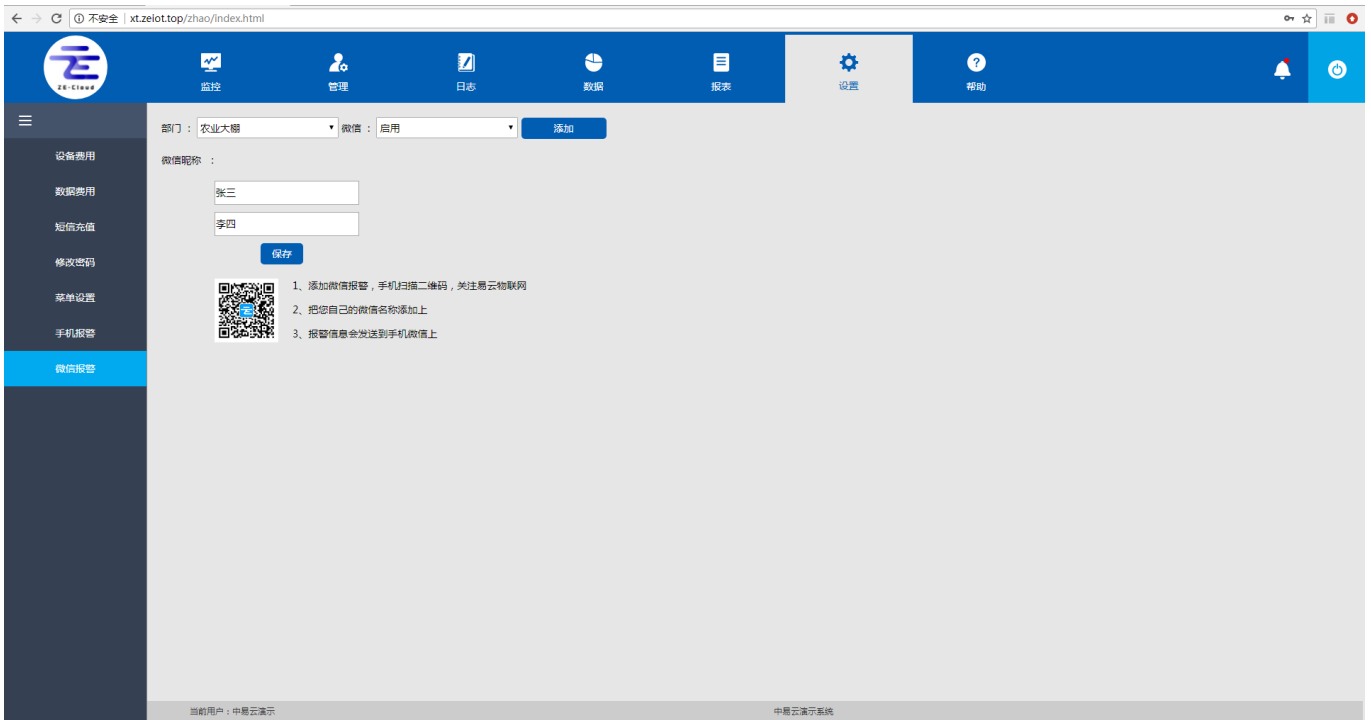 不安全 | xt.zeiot.top/zhao/index.html
ZE-Cloud
监控 管理 日志 数据 报表 设置 帮助
部门 : 农业大棚 微信 : 启用 添加
微信昵称 :
张三
李四
保存
1、添加微信报警，手机扫描二维码，关注易云物联网
2、把您自己的微信名称添加上
3、报警信息会发送到手机微信上
设备费用
数据费用
短信充值
修改密码
菜单设置
手机报警
微信报警
当前用户：中易云演示 中易云演示系统